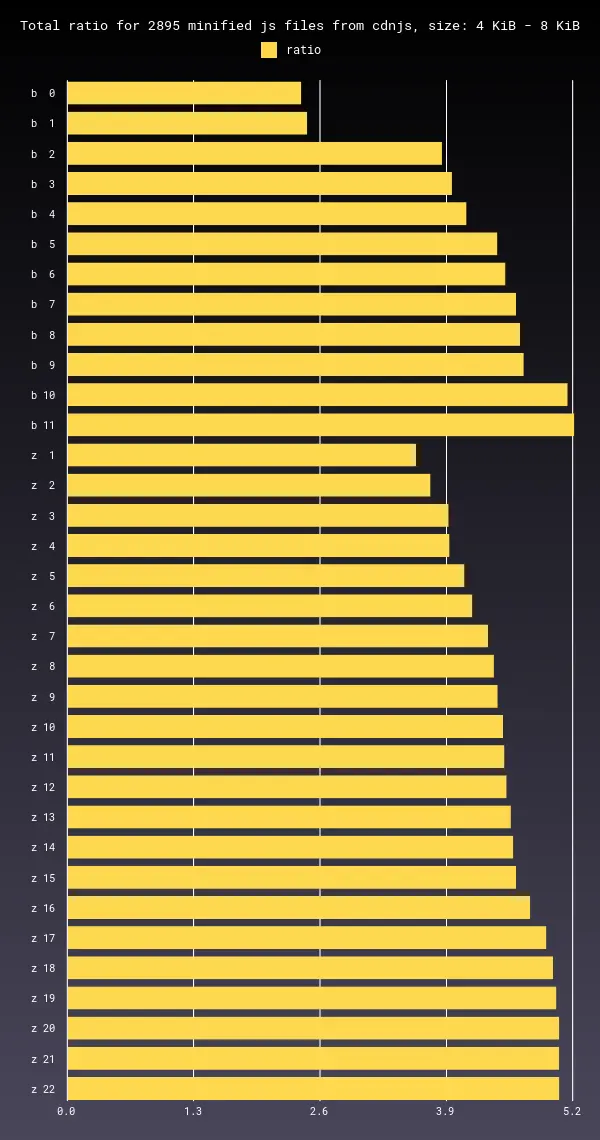 Total ratio for 2895 minified js files from cdnjs, size: 4 KiB - 8 KiB
ratio
b 0
b 1
b 2
b 3
b 4
b 5
b 6
b 7
b 8
b 9
b 10
b 11
z 1
z 2
z 3
z 4
z 5
z 6
z 7
z 8
z 9
z 10
z 11
z 12
z 13
z 14
z 15
z 16
z 17
z 18
z 19
z 20
z 21
z 22
0.0 1.3 2.6 3.9 5.2